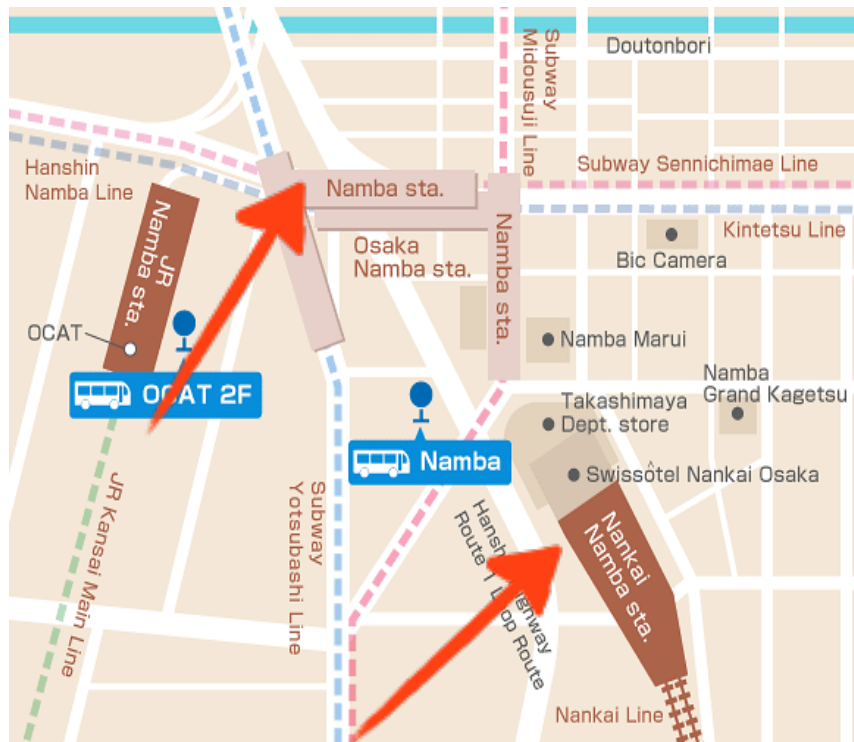 Doutonbori
Subway
Midousuji Line
Subway Sennichimae Line
Hanshin
Namba Line
Namba sta.
Kintetsu Line
JR
Namba sta.
Osaka
Namba sta.
Namba sta.
Bic Camera
OCAT
Namba Marui
OCAT 2F
Namba
Grand Kagetsu
Takashimaya
Dept. store
Namba
Swissôtel Nankai Osaka
JR Kansai Main Line
Subway
Yotsubashi Line
Nankai
Namba sta.
Route 1 Loop Route
Nankai Line